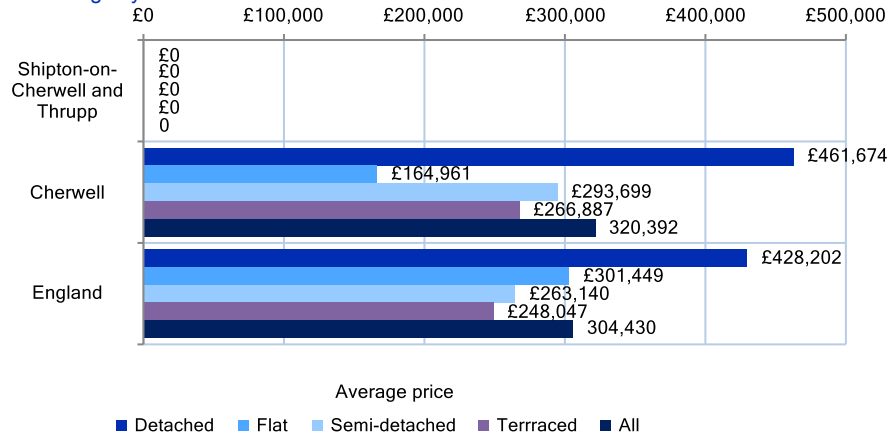 £0 £100,000 £200,000 £300,000 £400,000 £500,000
Shipton-on-
Cherwell and
Thrupp
£0
£0
£0
£0
0
Cherwell
£461,674
£164,961
£293,699
£266,887
320,392
England
£428,202
£301,449
£263,140
£248,047
304,430
Average price
Detached Flat Semi-detached Terrraced All